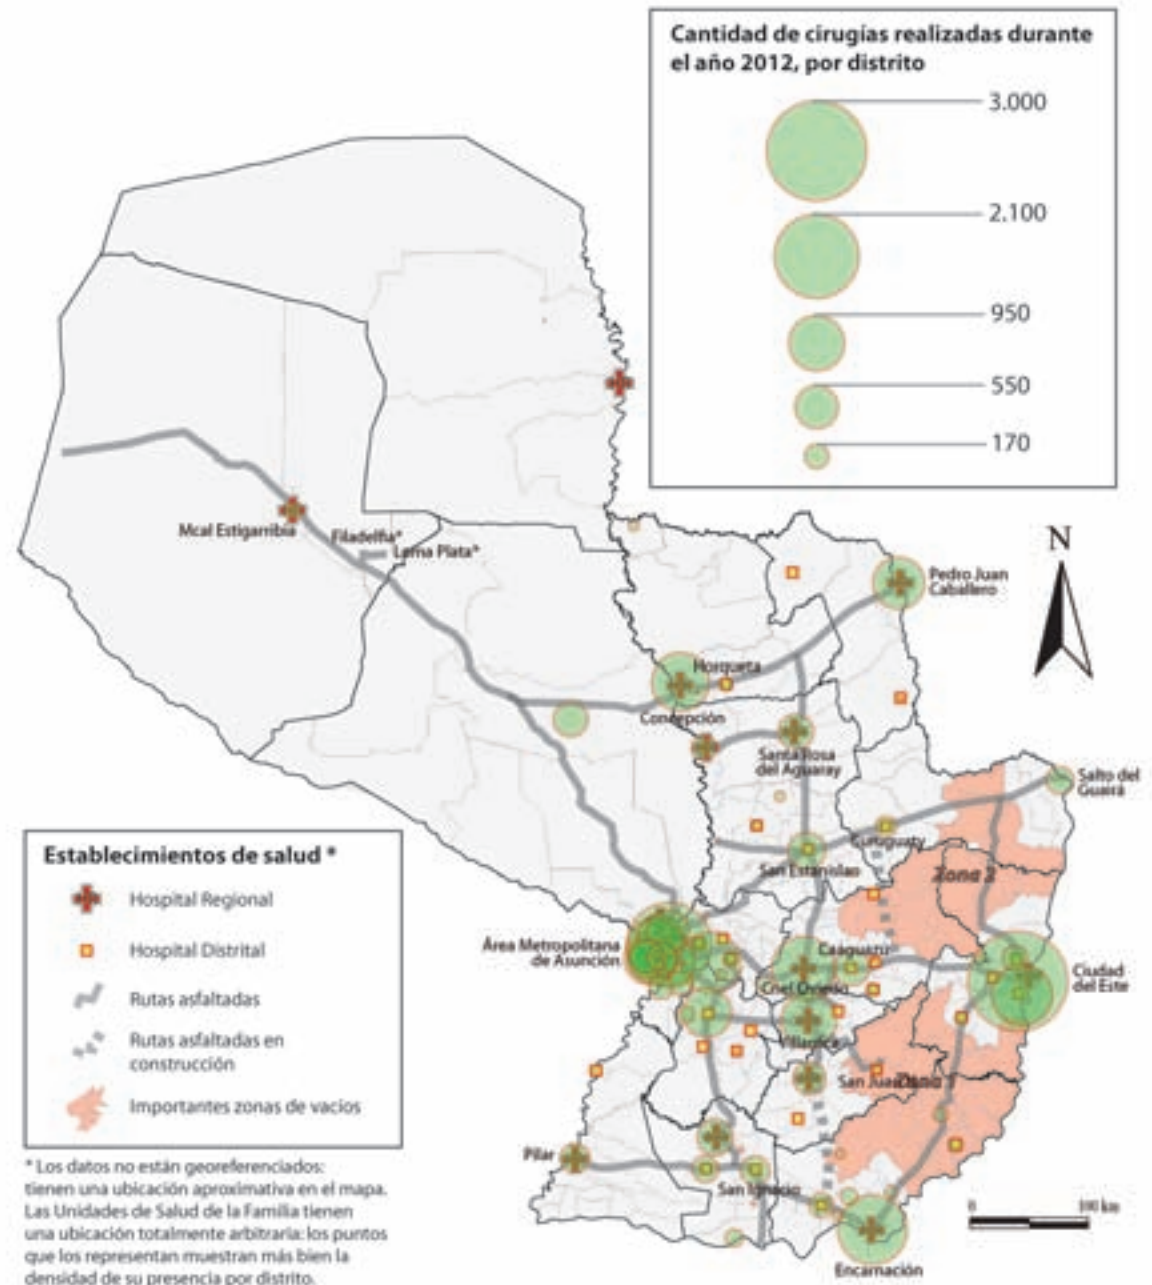 Cantidad de cirugías realizadas durante
el año 2012, por distrito
3.000
2.100
950
550
170
Mcal Estigarribia
Filadelfia*
Loma Plata*
N
Pedro Juan
Caballero
Horqueta
Concepción
Santa Rosa
del Aguaray
Salto del
Guairá
Curuguaty
San Estanislao
Zona 2
Área Metropolitana
de Asunción
Caaguazú
Cnel Oviedo
Ciudad
del Este
Villarrica
San Juan
Pilar
San Ignacio
Encarnación
0
100 km
Establecimientos de salud *
Hospital Regional
Hospital Distrital
Rutas asfaltadas
Rutas asfaltadas en
construcción
Importantes zonas de vacíos
* Los datos no están georeferenciados:
tienen una ubicación aproximativa en el mapa.
Las Unidades de Salud de la Familia tienen
una ubicación totalmente arbitraria: los puntos
que los representan muestran más bien la
densidad de su presencia por distrito.